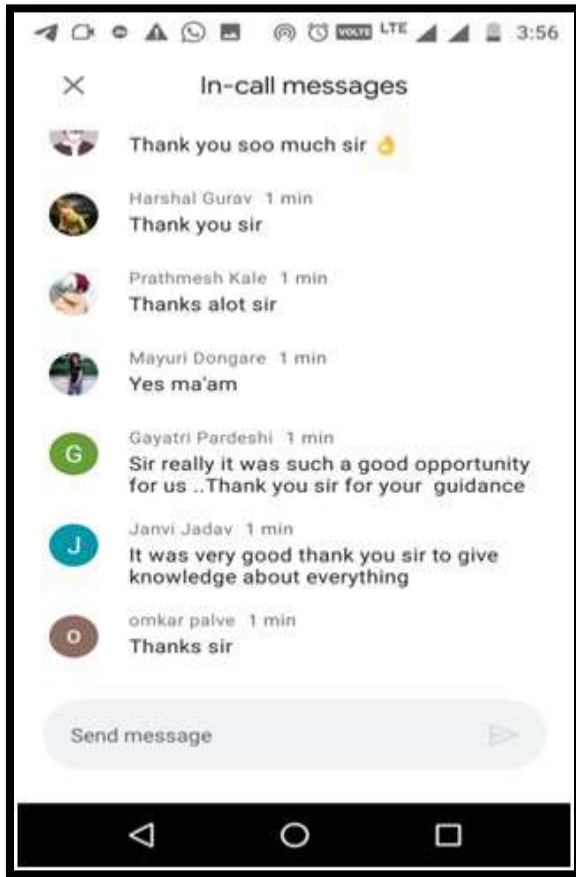 VOLTE LTE 3:56
In-call messages
Thank you soo much sir 👌
Harshal Gurav 1 min
Thank you sir
Prathmesh Kale 1 min
Thanks alot sir
Mayuri Dongare 1 min
Yes ma'am
G
Gayatri Pardeshi 1 min
Sir really it was such a good opportunity
for us ..Thank you sir for your guidance
J
Janvi Jadav 1 min
It was very good thank you sir to give
knowledge about everything
o
omkar palve 1 min
Thanks sir
Send message